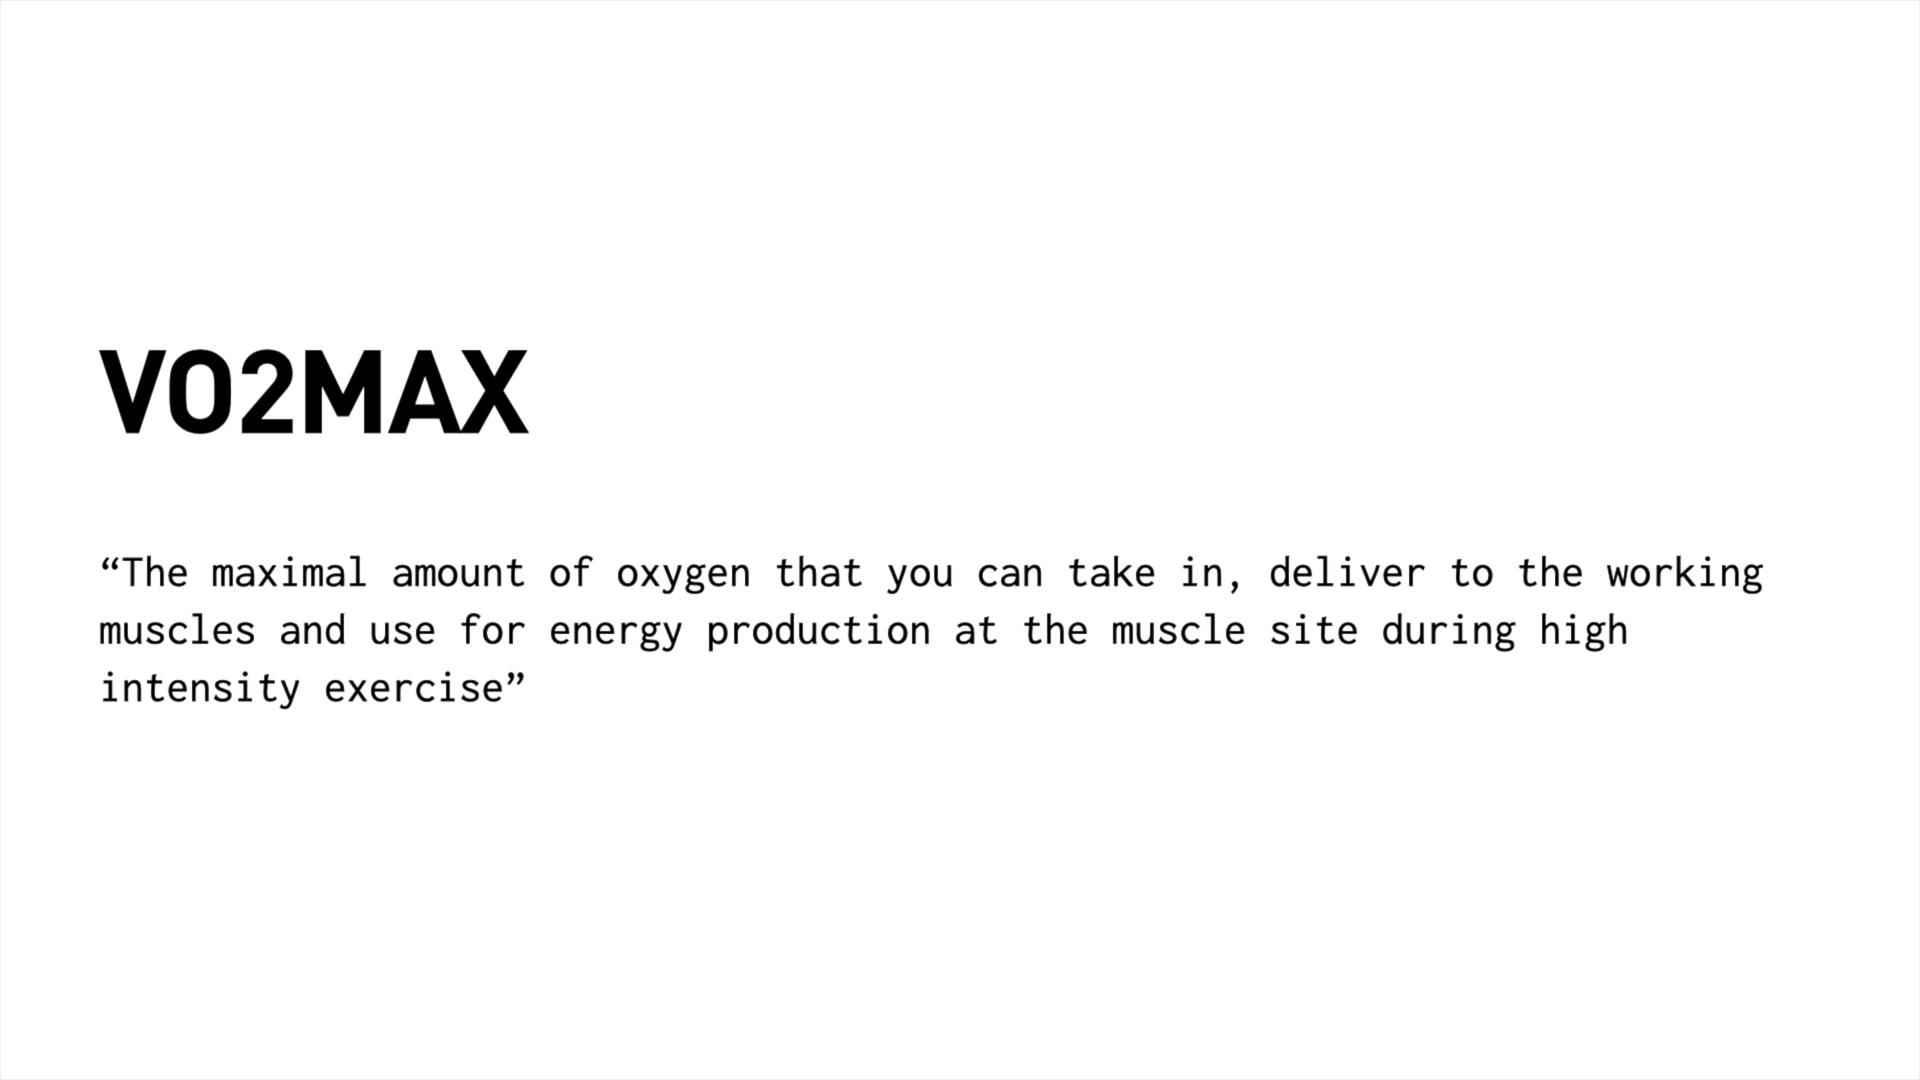 VO2MAX
“The maximal amount of oxygen that you can take in, deliver to the working
muscles and use for energy production at the muscle site during high
intensity exercise”